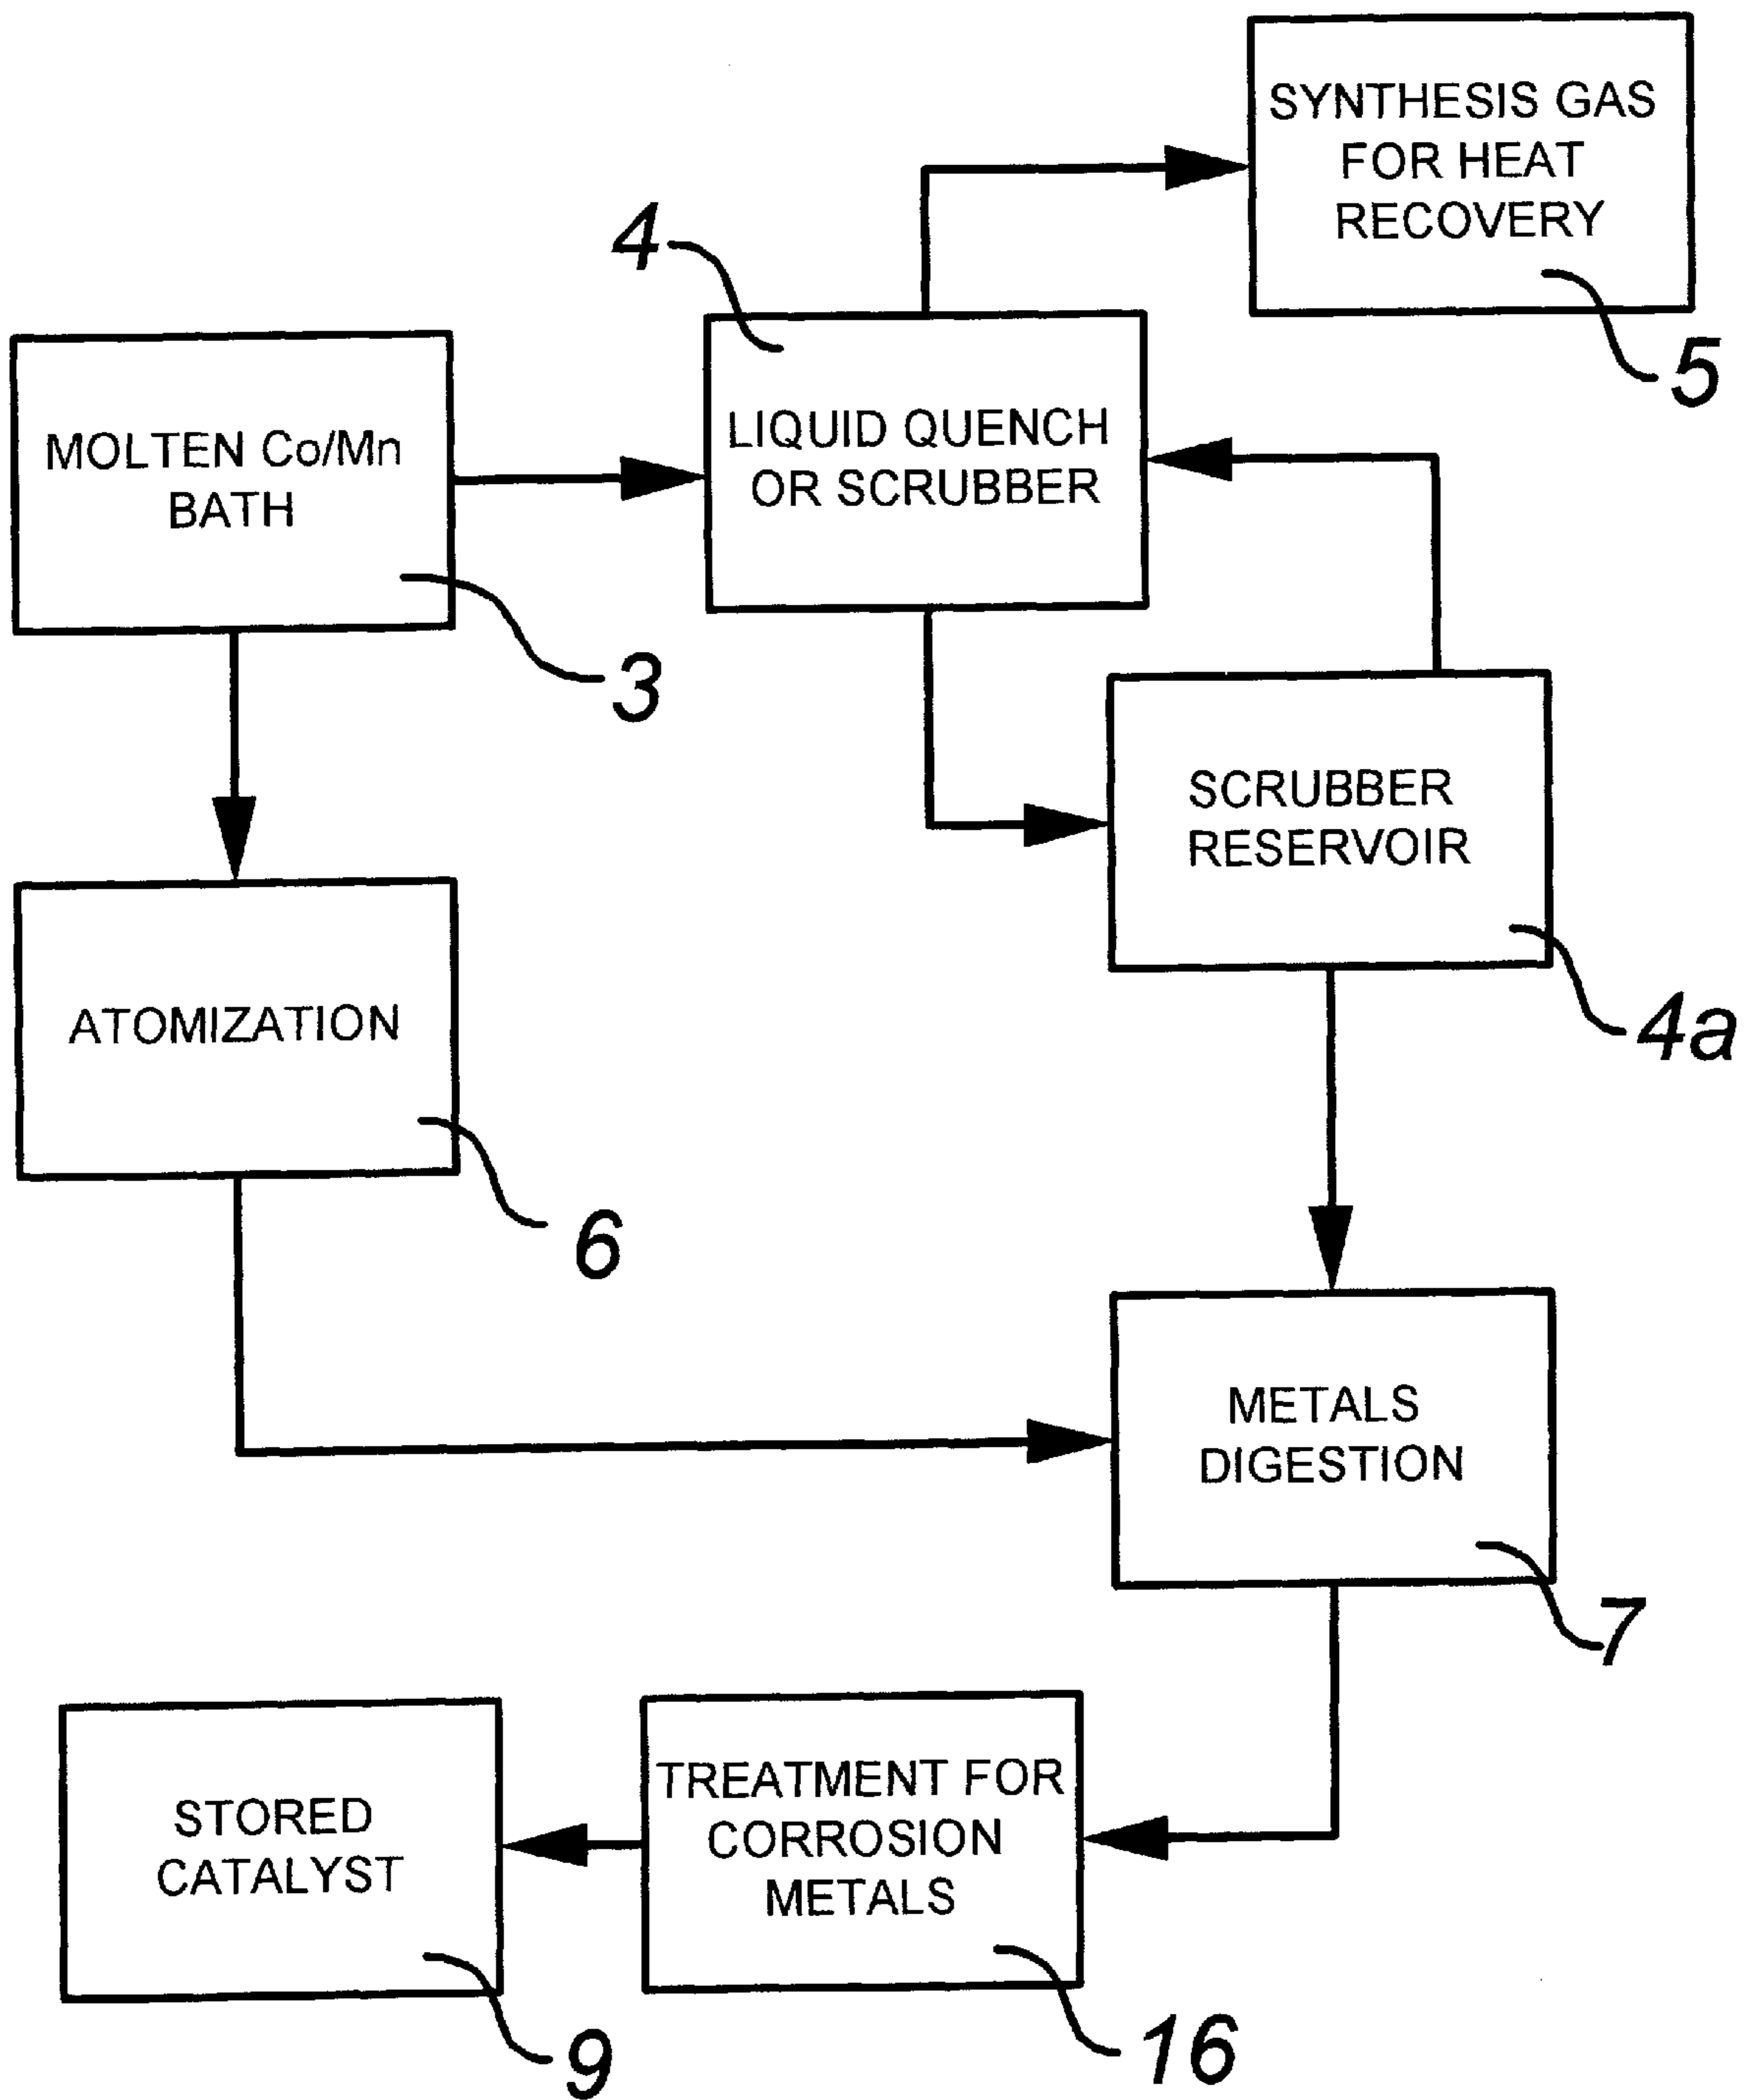 SYNTHESIS GAS
FOR HEAT
RECOVERY
5
4
LIQUID QUENCH
OR SCRUBBER
MOLTEN Co/Mn
BATH
3
SCRUBBER
RESERVOIR
4a
ATOMIZATION
6
METALS
DIGESTION
7
TREATMENT FOR
CORROSION
METALS
16
STORED
CATALYST
9